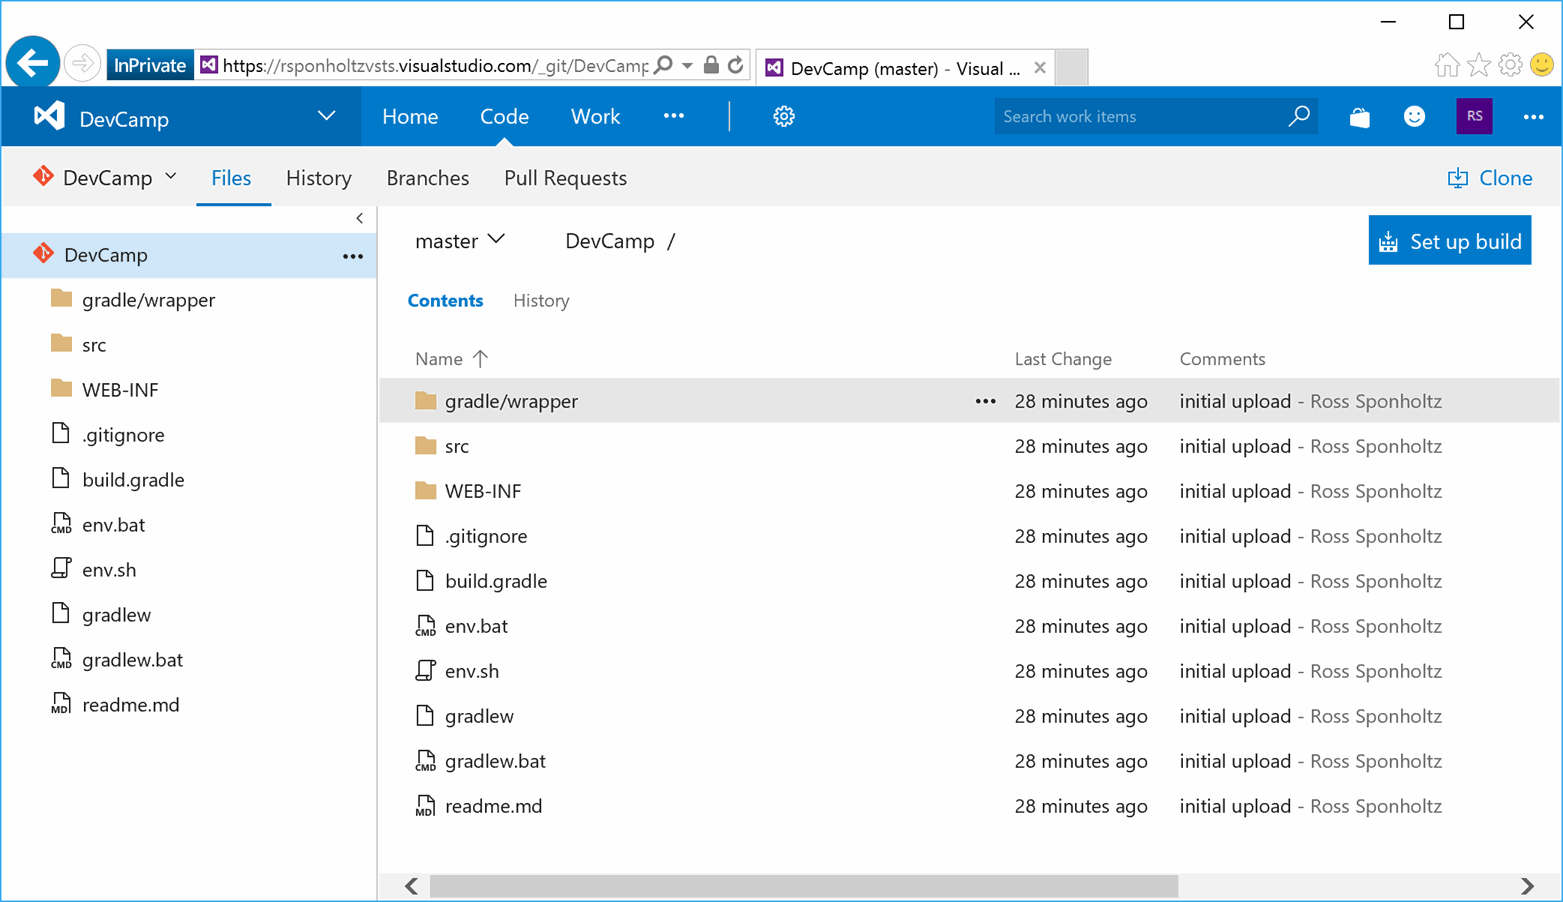 InPrivate https://rsponholtzvsts.visualstudio.com/_git/DevCamp DevCamp (master) - Visual ...
DevCamp Home Code Work ... Search work items RS ...
DevCamp Files History Branches Pull Requests Clone
DevCamp ...
gradle/wrapper
src
WEB-INF
.gitignore
build.gradle
CMD env.bat
env.sh
gradlew
CMD gradlew.bat
MD readme.md
master DevCamp / Set up build
Contents History
Name Last Change Comments
gradle/wrapper ... 28 minutes ago initial upload - Ross Sponholtz
src 28 minutes ago initial upload - Ross Sponholtz
WEB-INF 28 minutes ago initial upload - Ross Sponholtz
.gitignore 28 minutes ago initial upload - Ross Sponholtz
build.gradle 28 minutes ago initial upload - Ross Sponholtz
CMD env.bat 28 minutes ago initial upload - Ross Sponholtz
env.sh 28 minutes ago initial upload - Ross Sponholtz
gradlew 28 minutes ago initial upload - Ross Sponholtz
CMD gradlew.bat 28 minutes ago initial upload - Ross Sponholtz
MD readme.md 28 minutes ago initial upload - Ross Sponholtz